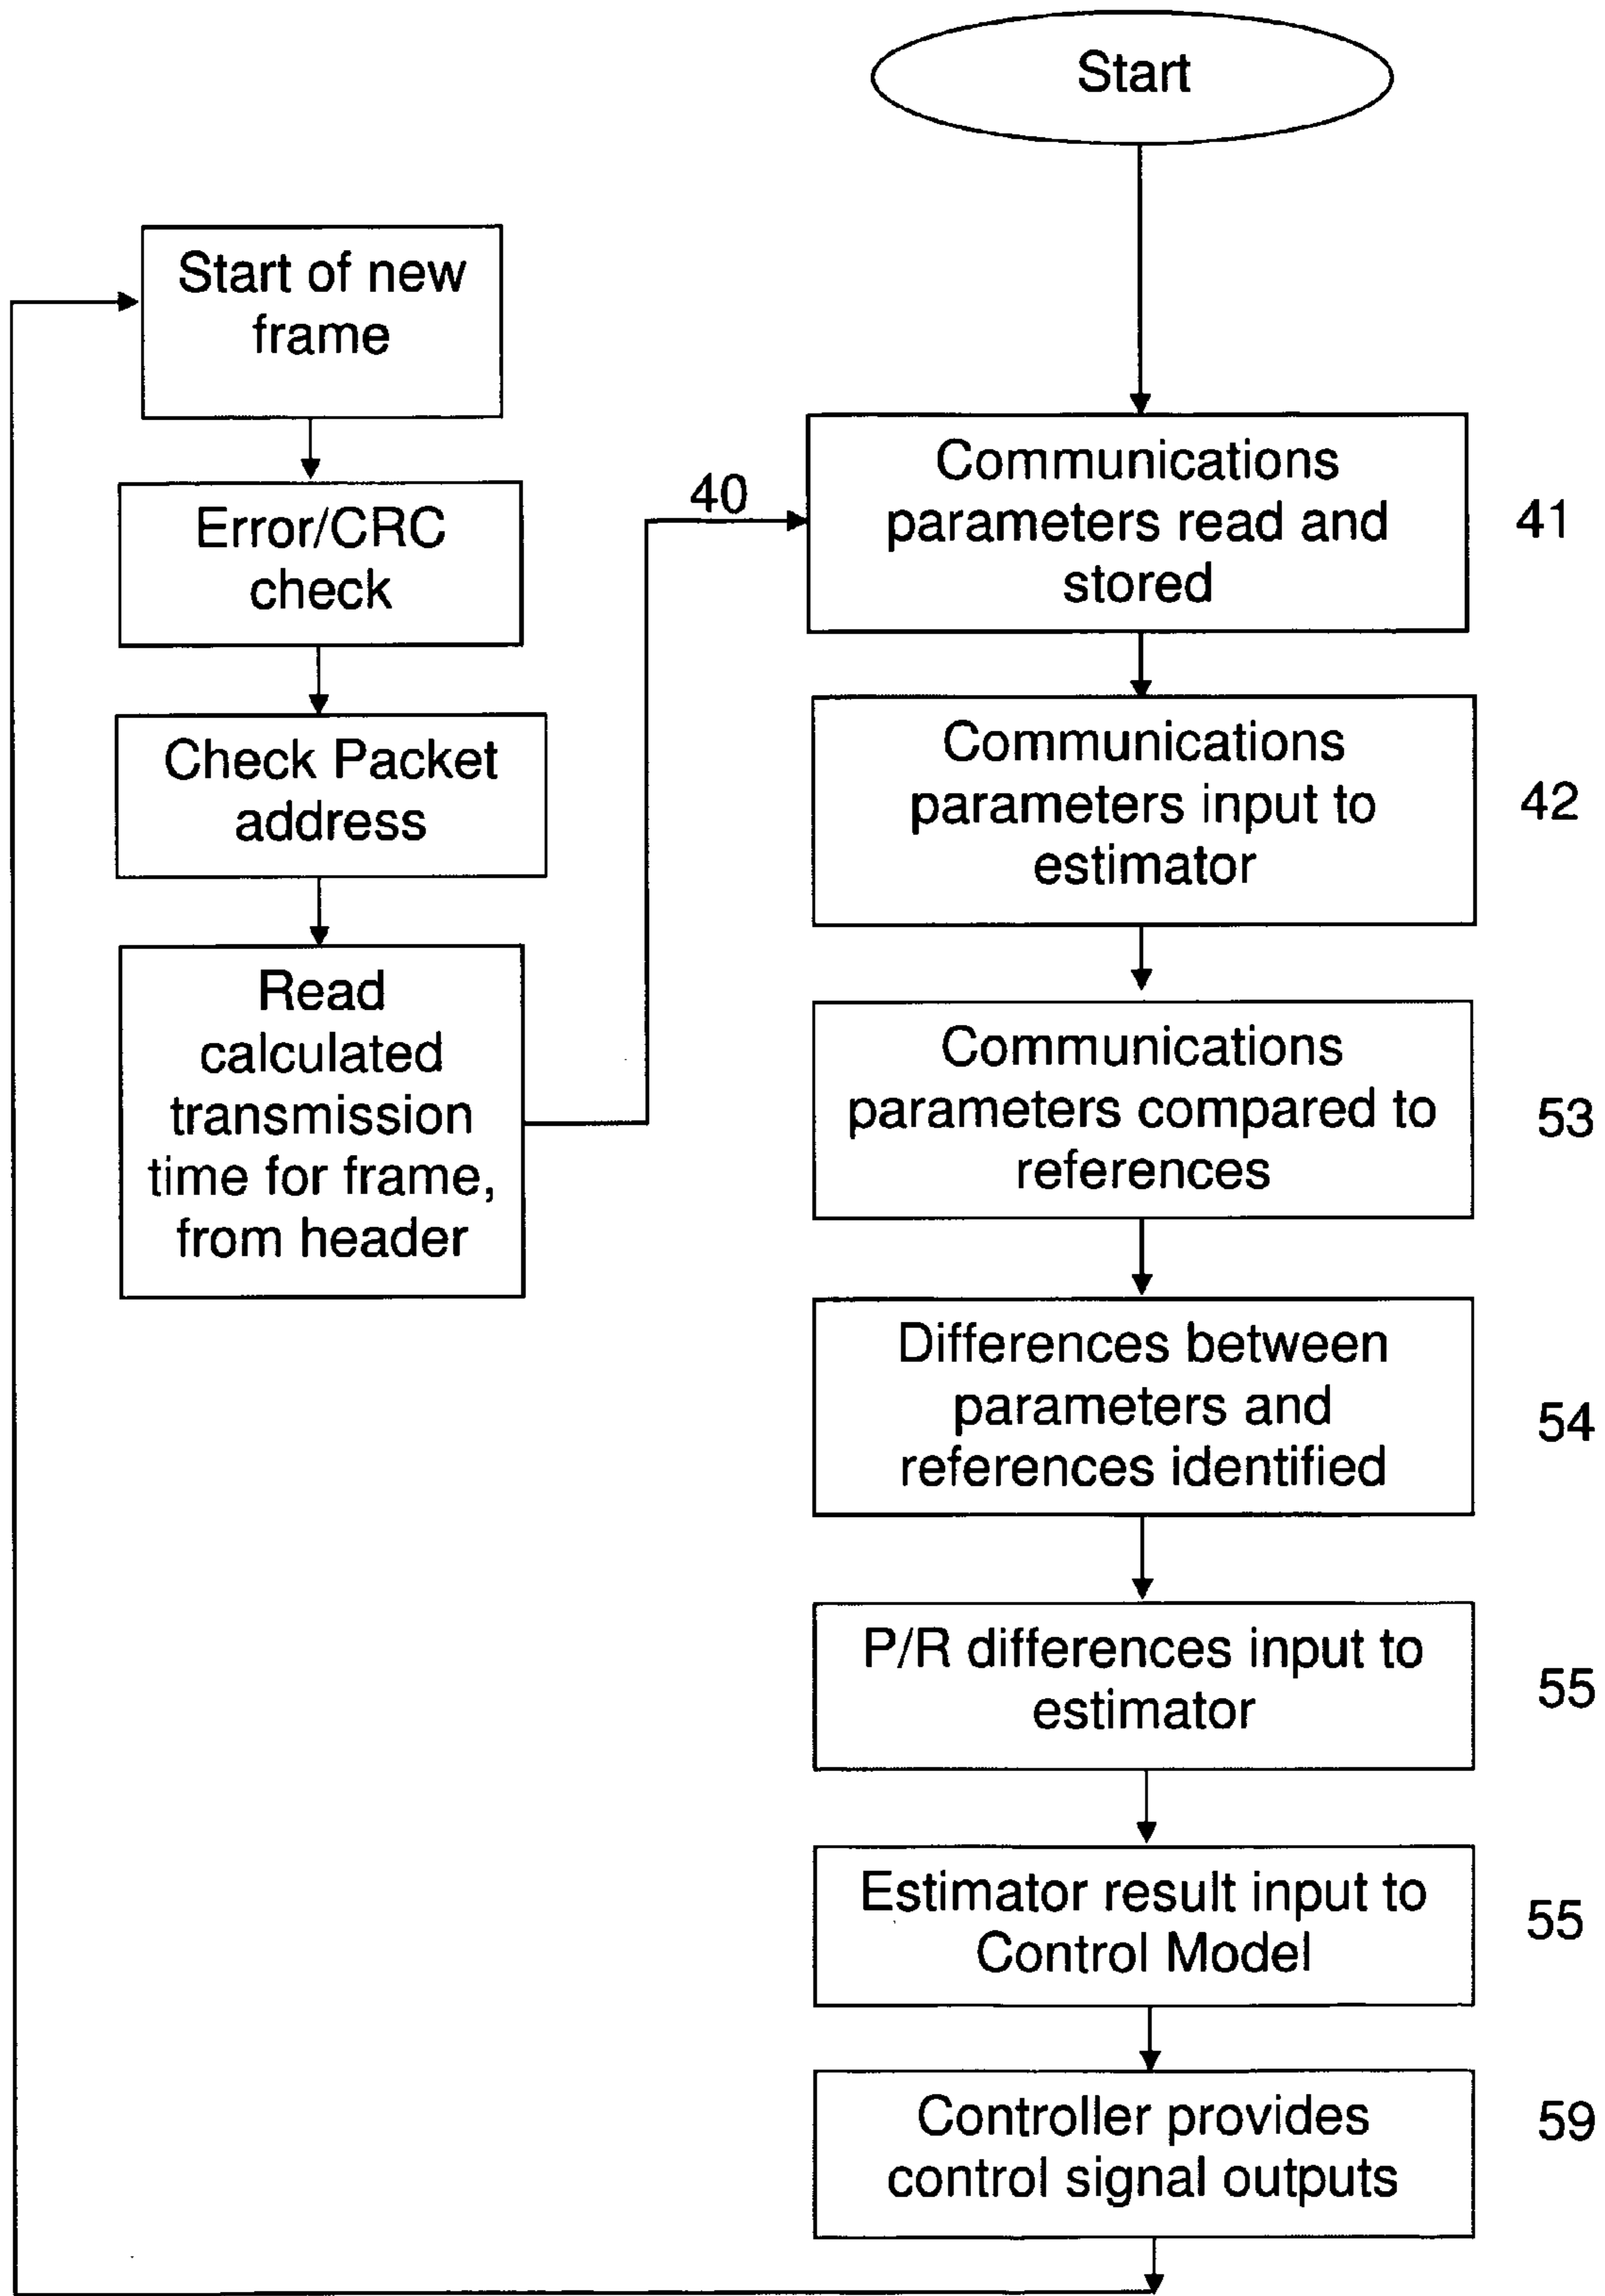 Start
Start of new
frame
Error/CRC
check
Check Packet
address
Read
calculated
transmission
time for frame,
from header
40
Communications
parameters read and
stored
41
Communications
parameters input to
estimator
42
Communications
parameters compared to
references
53
Differences between
parameters and
references identified
54
P/R differences input to
estimator
55
Estimator result input to
Control Model
55
Controller provides
control signal outputs
59